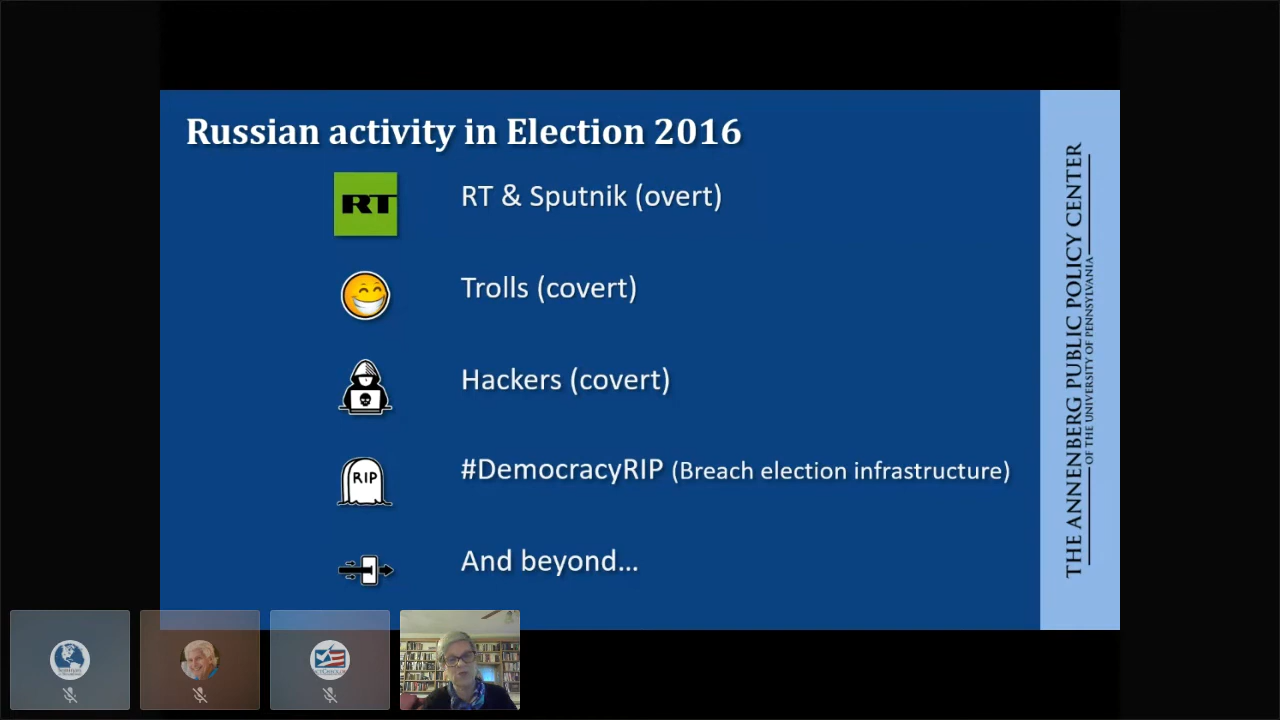 Russian activity in Election 2016
RT
RT & Sputnik (overt)
Trolls (covert)
Hackers (covert)
RIP
#DemocracyRIP (Breach election infrastructure)
And beyond...
THE ANNENBERG PUBLIC POLICY CENTER
OF THE UNIVERSITY OF PENNSYLVANIA